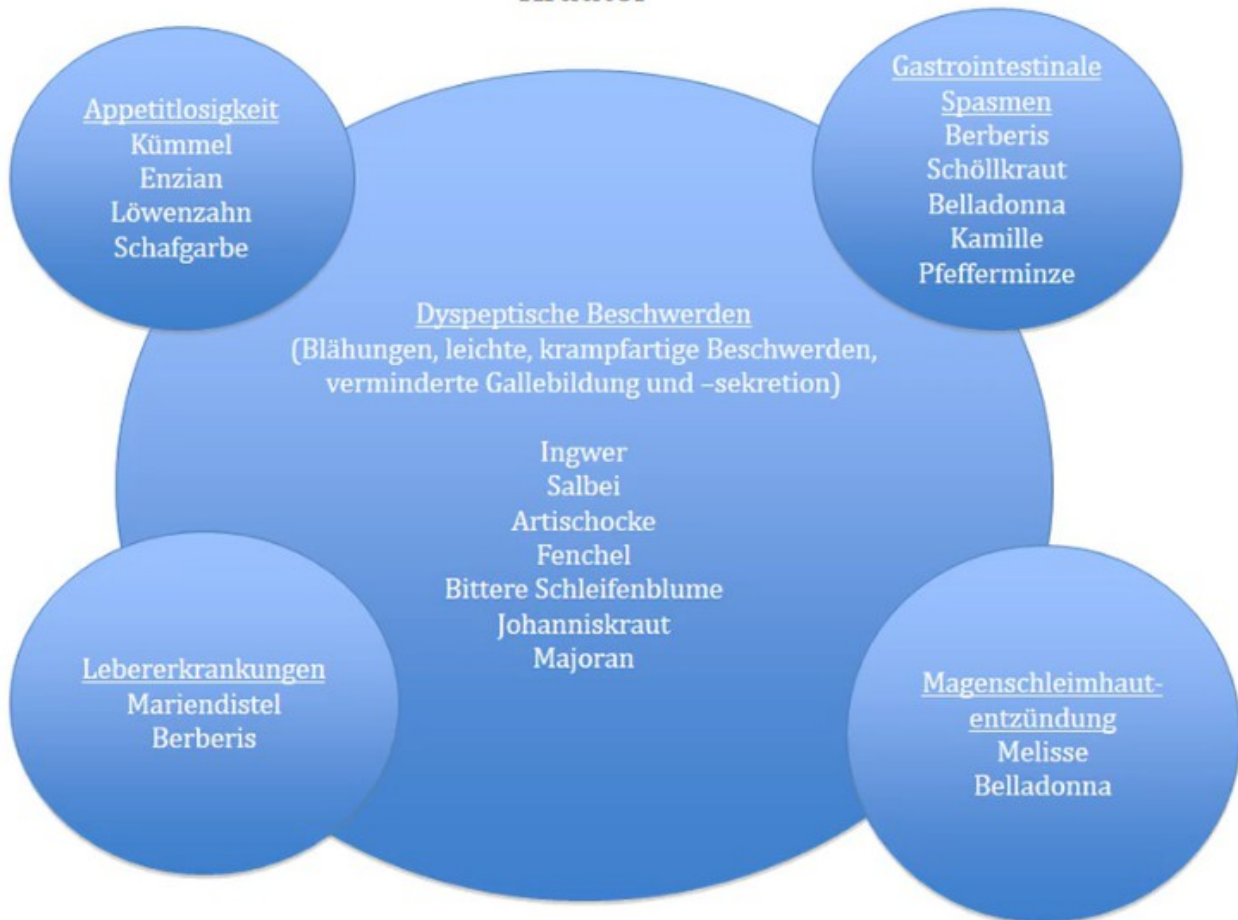 Appetitlosigkeit
Kümmel
Enzian
Löwenzahn
Schafgarbe
Gastrointestinale
Spasmen
Berberis
Schöllkraut
Belladonna
Kamille
Pfefferminze
Dyspeptische Beschwerden
(Blähungen, leichte, krampfartige Beschwerden,
verminderte Gallebildung und –sekretion)
Ingwer
Salbei
Artischocke
Fenchel
Bittere Schleifenblume
Johanniskraut
Majoran
Lebererkrankungen
Mariendistel
Berberis
Magenschleimhaut-
entzündung
Melisse
Belladonna